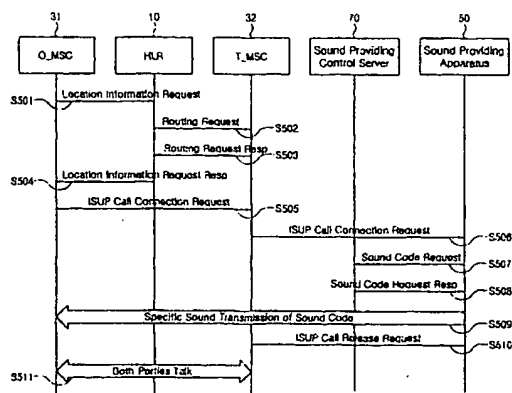 31
10
32
70
50
O_MSC
HLR
T_MSC
Sound Providing
Control Server
Sound Providing
Apparatus
S501
Location Information Request
Routing Request
S502
Routing Request Resp
S503
S504
Location Information Request Resp
ISUP Call Connection Request
S505
ISUP Call Connection Request
S506
Sound Code Request
S507
Sound Code Request Resp
S508
Specific Sound Transmission of Sound Code
S509
ISUP Call Release Request
S510
S511
Both Parties Talk